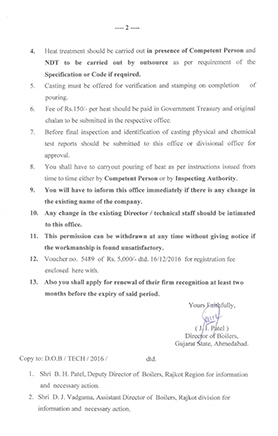 ---- 2 ----
4. Heat treatment should be carried out in presence of Competent Person and
NDT to be carried out by outsource as per requirement of the
Specification or Code if required.
5. Casting must be offered for verification and stamping on completion of
pouring.
6. Fee of Rs.150/- per heat should be paid in Government Treasury and original
chalan to be submitted in the respective office.
7. Before final inspection and identification of casting physical and chemical
test reports should be submitted to this office or divisional office for
approval.
8. You shall have to carryout pouring of heat as per instructions issued from
time to time either by Competent Person or by Inspecting Authority.
9. You will have to inform this office immediately if there is any change in
the existing name of the company.
10. Any change in the existing Director / technical staff should be intimated
to this office.
11. This permission can be withdrawn at any time without giving notice if
the workmanship is found unsatisfactory.
12. Voucher no. 5489 of Rs. 5,000/- dtd. 16/12/2016 for registration fee
enclosed here with.
13. Also you shall apply for renewal of their firm recognition at least two
months before the expiry of said period.
Yours Faithfully,
( J. I. Patel )
Director of Boilers,
Gujarat State, Ahmedabad.
Copy to: D.O.B / TECH / 2016 / dtd.
1. Shri B. H. Patel, Deputy Director of Boilers, Rajkot Region for information
and necessary action.
2. Shri D. J. Vadgama, Assistant Director of Boilers, Rajkot division for
information and necessary action.